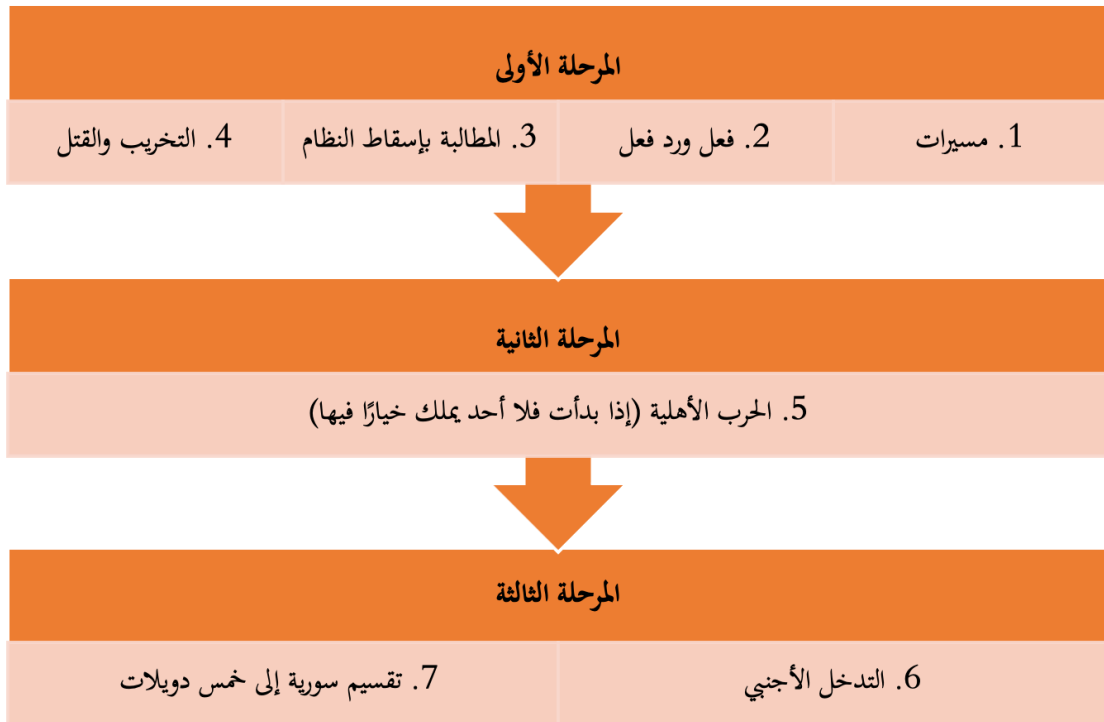 المرحلة الأولى
1. مسيرات
2. فعل ورد فعل
3. المطالبة بإسقاط النظام
4. التخريب والقتل
المرحلة الثانية
5. الحرب الأهلية (إذا بدأت فلا أحد يملك خيارًا فيها)
المرحلة الثالثة
6. التدخل الأجنبي
7. تقسيم سورية إلى خمس دويلات